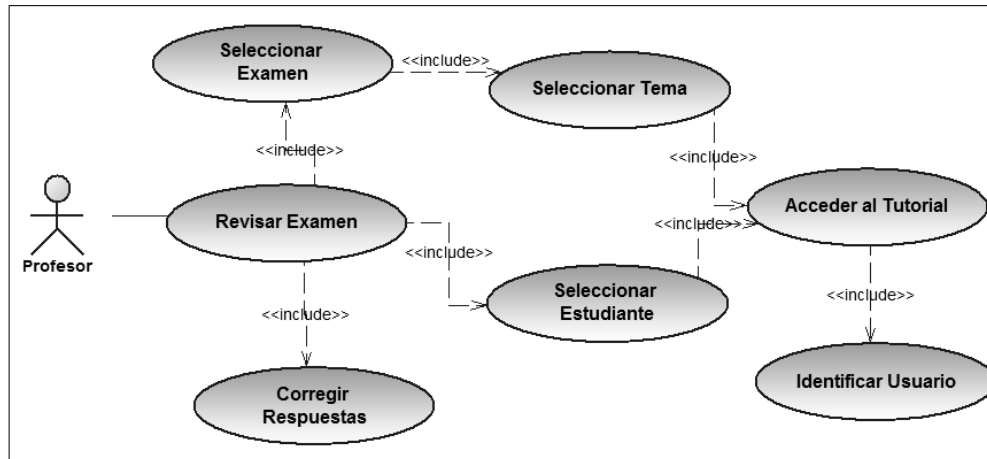 Seleccionar
Examen
<<include>>
Seleccionar Tema
<<include>>
<<include>>
Profesor
Revisar Examen
<<include>>
Acceder al Tutorial
<<include>>
Seleccionar
Estudiante
<<include>>
<<include>>
Corregir
Respuestas
Identificar Usuario